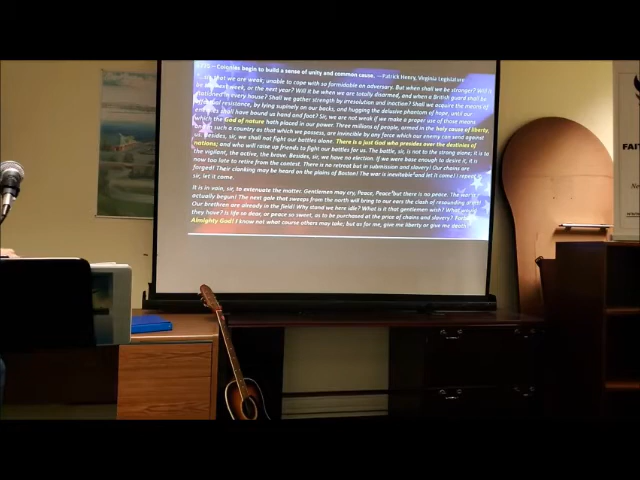 — Colonies begin to build a sense of unity and common cause. —Patrick Henry, Virginia Legislature
we are weak; unable to cope with so formidable an adversary. But when shall we be stronger? Will it
be the next week, or the next year? Will it be when we are totally disarmed, and when a British guard shall be
stationed in every house? Shall we gather strength by irresolution and inaction? Shall we acquire the means of
effectual resistance, by lying supinely on our backs, and hugging the delusive phantom of hope, until our
enemies shall have bound us hand and foot? Sir, we are not weak if we make a proper use of those means
which the God of nature hath placed in our power. Three millions of people, armed in the holy cause of liberty,
and in such a country as that which we possess, are invincible by any force which our enemy can send against
us. Besides, sir, we shall not fight our battles alone. There is a just God who presides over the destinies of
nations; and who will raise up friends to fight our battles for us. The battle, sir, is not to the strong alone; it is to
the vigilant, the active, the brave. Besides, sir, we have no election. If we were base enough to desire it, it is
now too late to retire from the contest. There is no retreat but in submission and slavery! Our chains are
forged! Their clanking may be heard on the plains of Boston! The war is inevitable and let it come! I repeat
sir, let it come.
It is in vain, sir, to extenuate the matter. Gentlemen may cry, Peace, Peace but there is no peace. The war is
actually begun! The next gale that sweeps from the north will bring to our ears the clash of resounding arms!
Our brethren are already in the field! Why stand we here idle? What is it that gentlemen wish? What would
they have? Is life so dear, or peace so sweet, as to be purchased at the price of chains and slavery?
Almighty God! I know not what course others may take; but as for me, give me liberty or give me death!
FAI